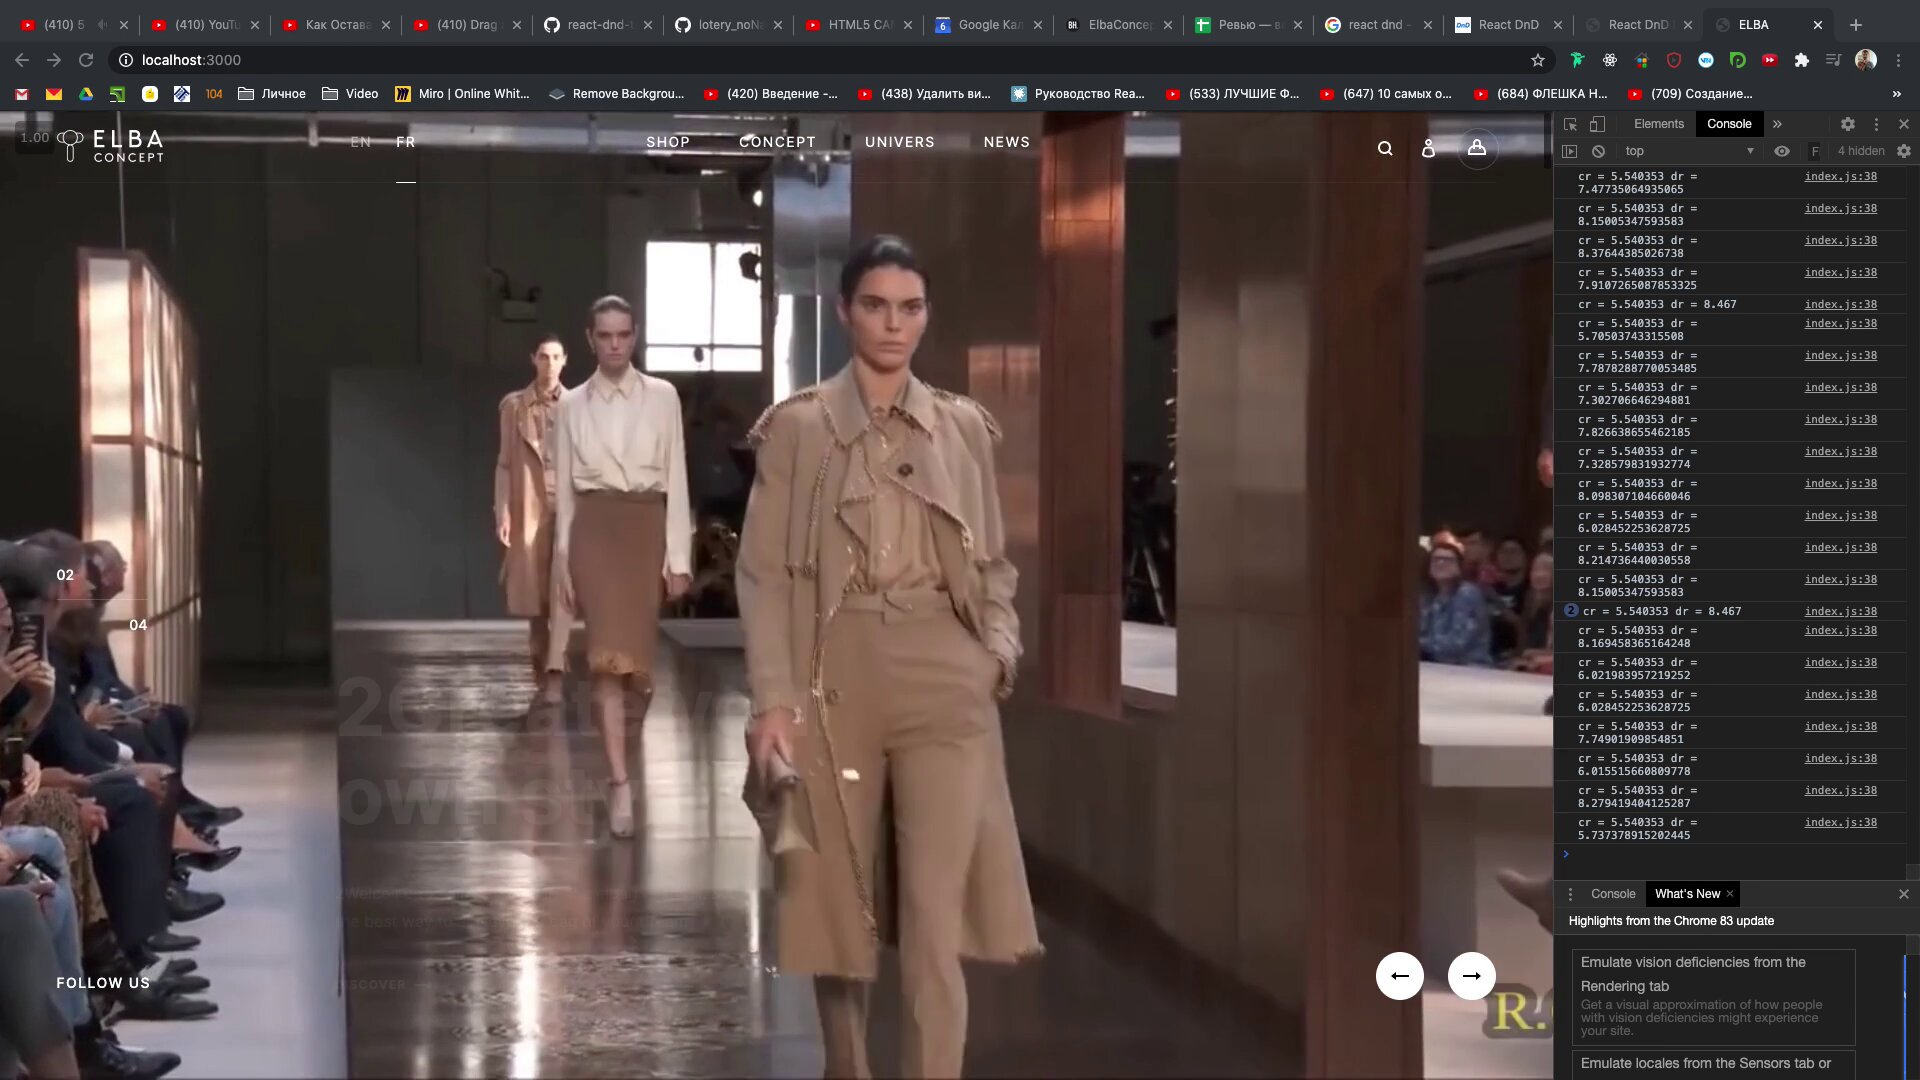 (410) 5
(410) YouTu
Как Остава
(410) Drag
react-dnd-t
lotery_noNa
HTML5 CAN
Google Кал
ElbaConcep
Ревью — в
react dnd -
React DnD
React DnD
ELBA
localhost:3000
Личное
Video
Miro | Online Whit...
Remove Backgrou...
(420) Введение -...
(438) Удалить ви...
Руководство Rea...
(533) ЛУЧШИЕ Ф...
(647) 10 самых о...
(684) ФЛЕШКА Н...
(709) Создание...
1.00
ELBA
CONCEPT
EN FR
SHOP CONCEPT UNIVERS NEWS
02
04
2Create your
own style
FOLLOW US
DISCOVER
R.
Elements Console
top
4 hidden
cr = 5.540353 dr = index.js:38
7.47735064935065
cr = 5.540353 dr = index.js:38
8.15005347593583
cr = 5.540353 dr = index.js:38
8.37644385026738
cr = 5.540353 dr = index.js:38
7.9107265087853325
cr = 5.540353 dr = 8.467 index.js:38
cr = 5.540353 dr = index.js:38
5.70503743315508
cr = 5.540353 dr = index.js:38
7.7878288770053485
cr = 5.540353 dr = index.js:38
7.302706646294881
cr = 5.540353 dr = index.js:38
7.826638655462185
cr = 5.540353 dr = index.js:38
7.328579831932774
cr = 5.540353 dr = index.js:38
8.098307104660046
cr = 5.540353 dr = index.js:38
6.028452253628725
cr = 5.540353 dr = index.js:38
8.214736440030558
cr = 5.540353 dr = index.js:38
8.15005347593583
2 cr = 5.540353 dr = 8.467 index.js:38
cr = 5.540353 dr = index.js:38
8.169458365164248
cr = 5.540353 dr = index.js:38
6.021983957219252
cr = 5.540353 dr = index.js:38
6.028452253628725
cr = 5.540353 dr = index.js:38
7.74901909854851
cr = 5.540353 dr = index.js:38
6.015515660809778
cr = 5.540353 dr = index.js:38
8.279419404125287
cr = 5.540353 dr = index.js:38
5.737378915202445
Console What's New
Highlights from the Chrome 83 update
Emulate vision deficiencies from the
Rendering tab
Get a visual approximation of how people
with vision deficiencies might experience
your site.
Emulate locales from the Sensors tab or